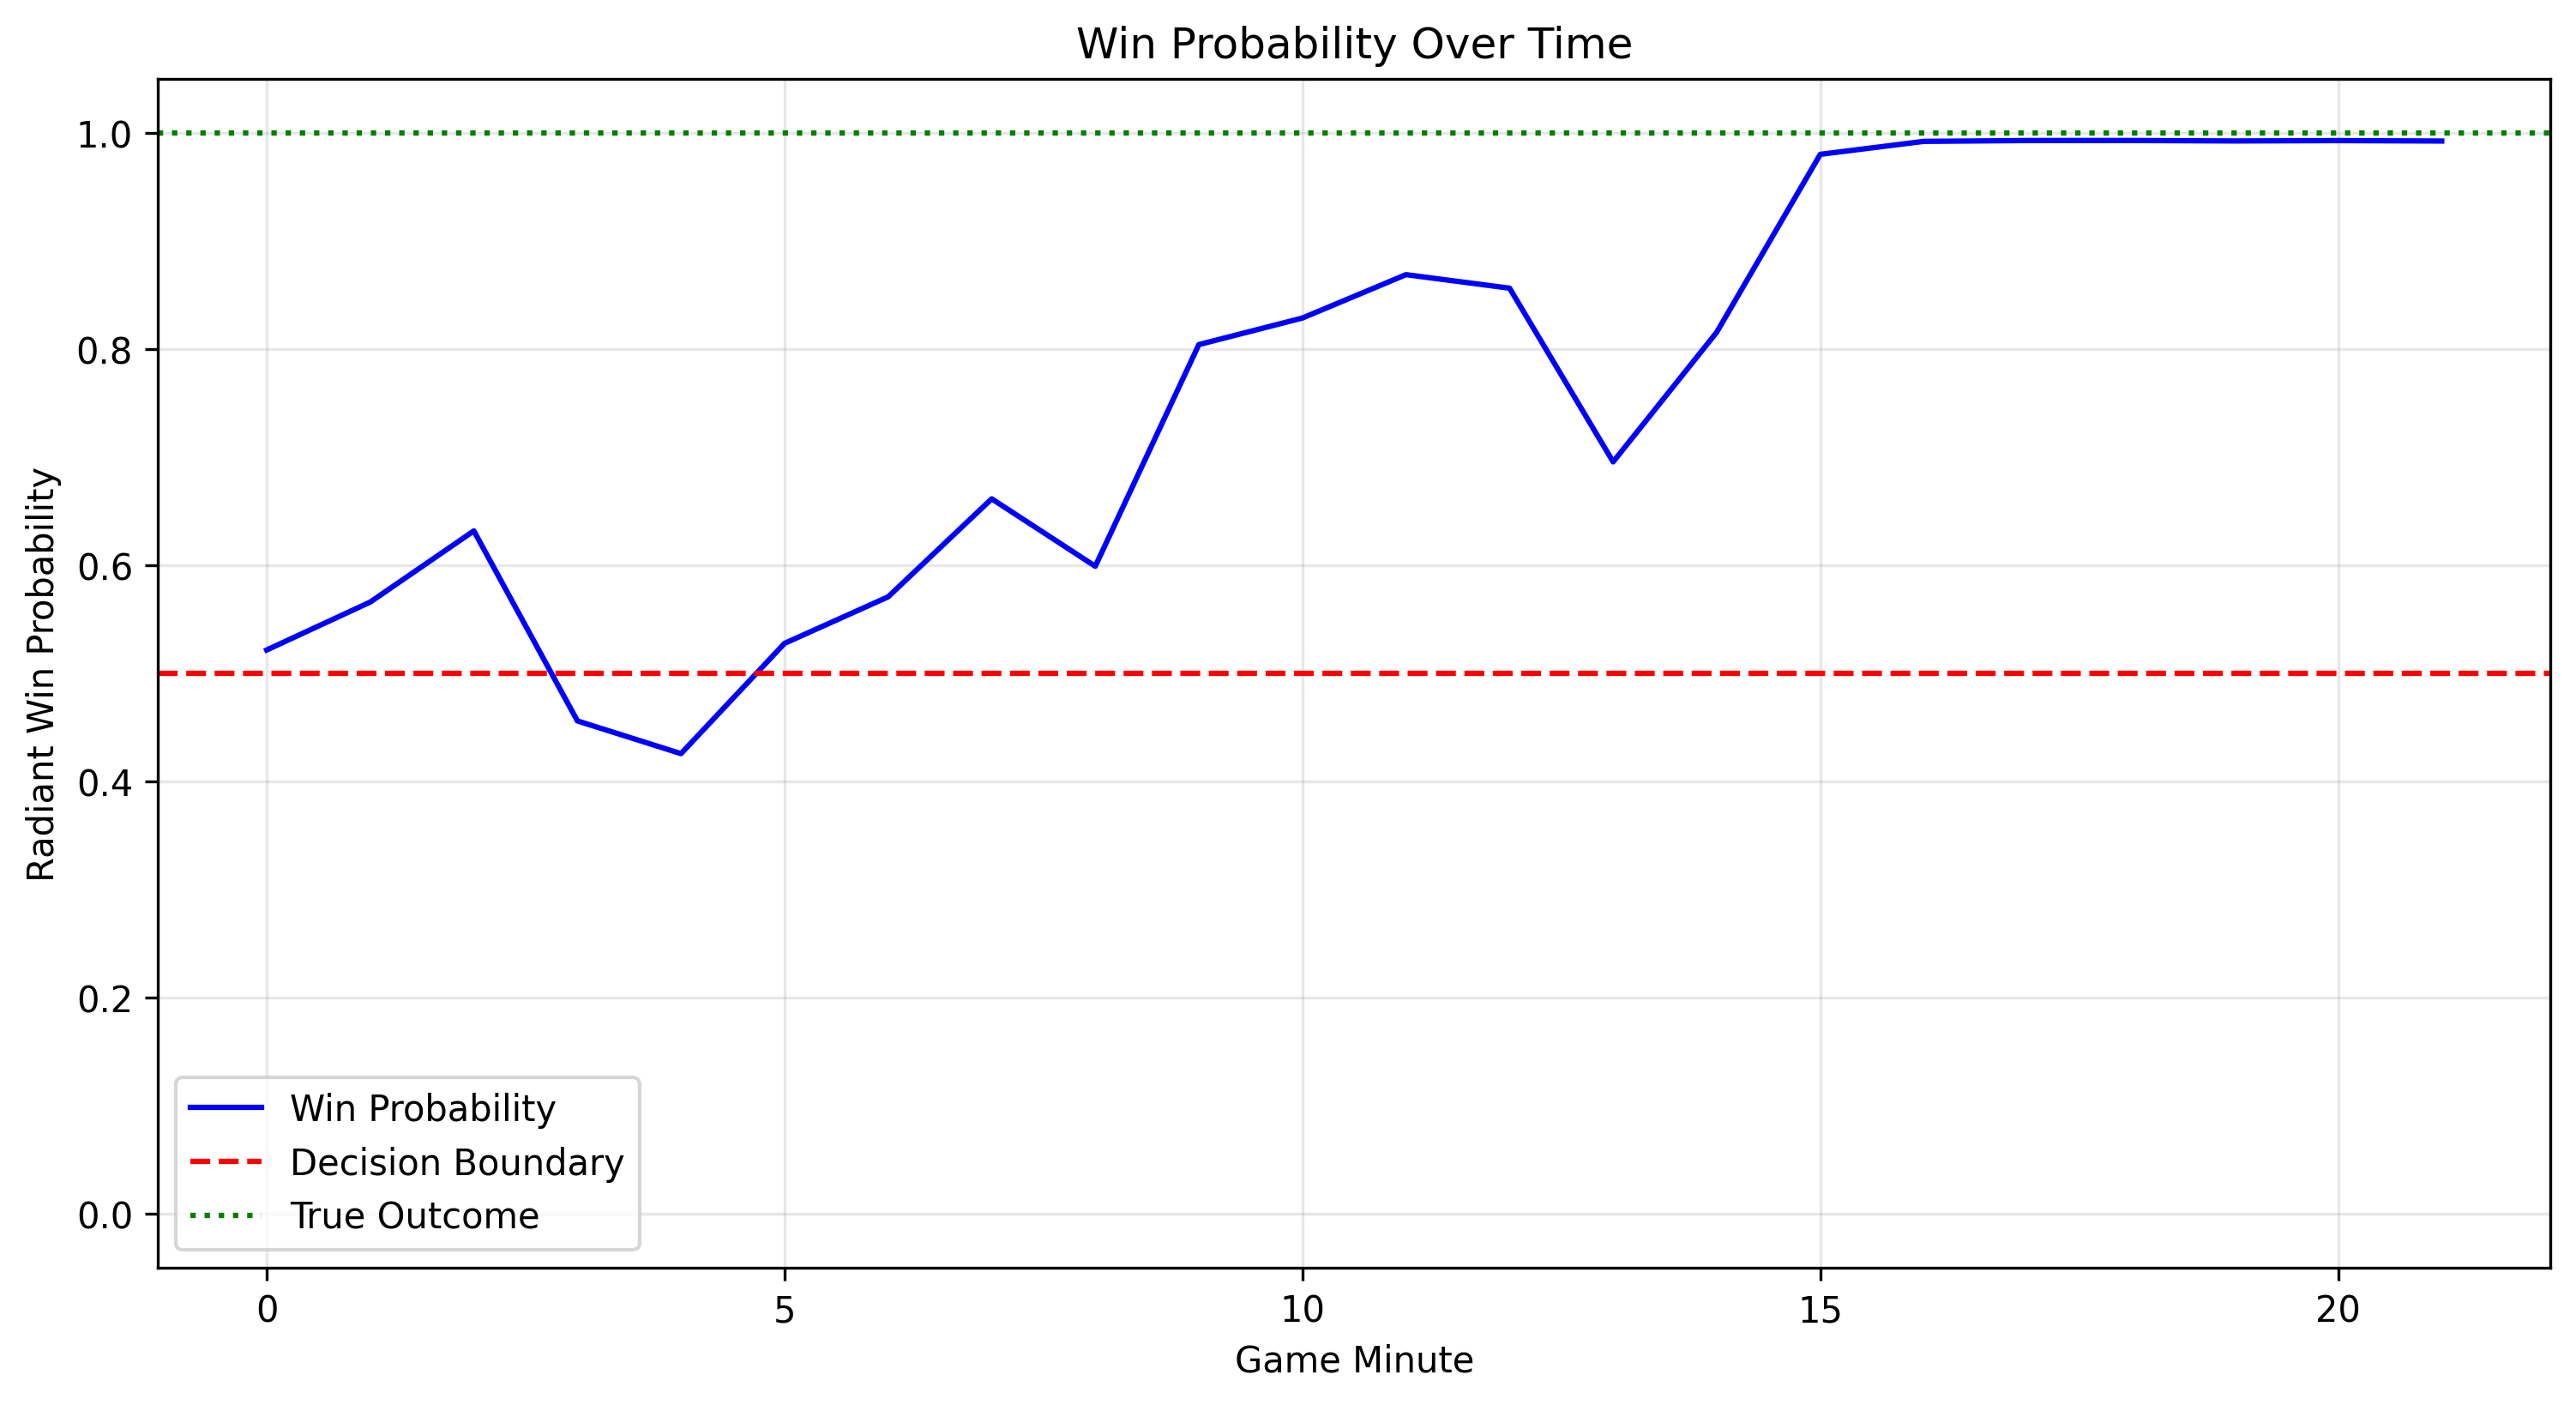 Win Probability Over Time
Radiant Win Probability
1.0
0.8
0.6
0.4
0.2
0.0
Win Probability
Decision Boundary
True Outcome
0 5 10 15 20
Game Minute